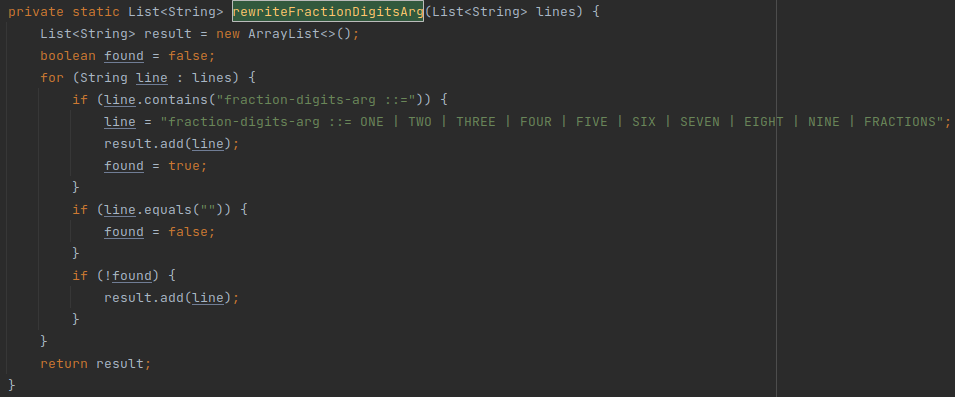 private static List<String> rewriteFractionDigitsArg(List<String> lines) {
    List<String> result = new ArrayList<>();
    boolean found = false;
    for (String line : lines) {
        if (line.contains("fraction-digits-arg ::=")) {
            line = "fraction-digits-arg ::= ONE | TWO | THREE | FOUR | FIVE | SIX | SEVEN | EIGHT | NINE | FRACTIONS";
            result.add(line);
            found = true;
        }
        if (line.equals("")) {
            found = false;
        }
        if (!found) {
            result.add(line);
        }
    }
    return result;
}